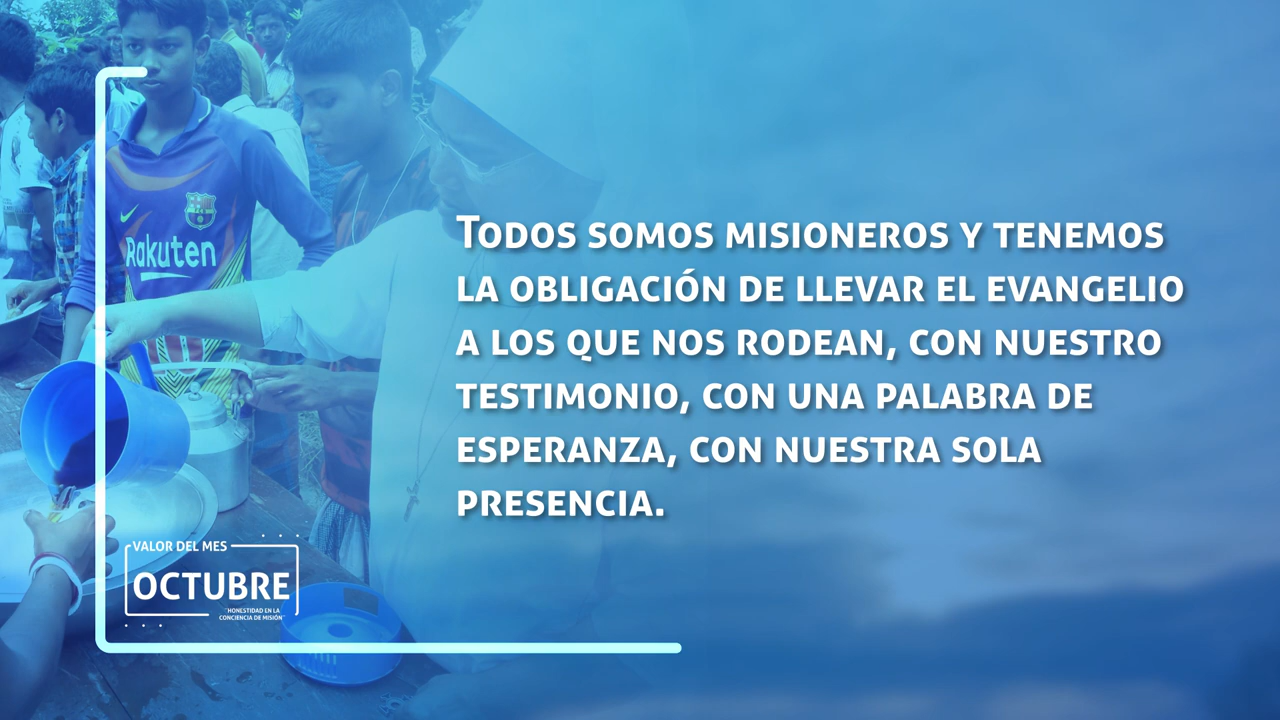 Rakuten
TODOS SOMOS MISIONEROS Y TENEMOS
LA OBLIGACIÓN DE LLEVAR EL EVANGELIO
A LOS QUE NOS RODEAN, CON NUESTRO
TESTIMONIO, CON UNA PALABRA DE
ESPERANZA, CON NUESTRA SOLA
PRESENCIA.
VALOR DEL MES
OCTUBRE
"HONESTIDAD EN LA
CONCIENCIA DE MISIÓN"